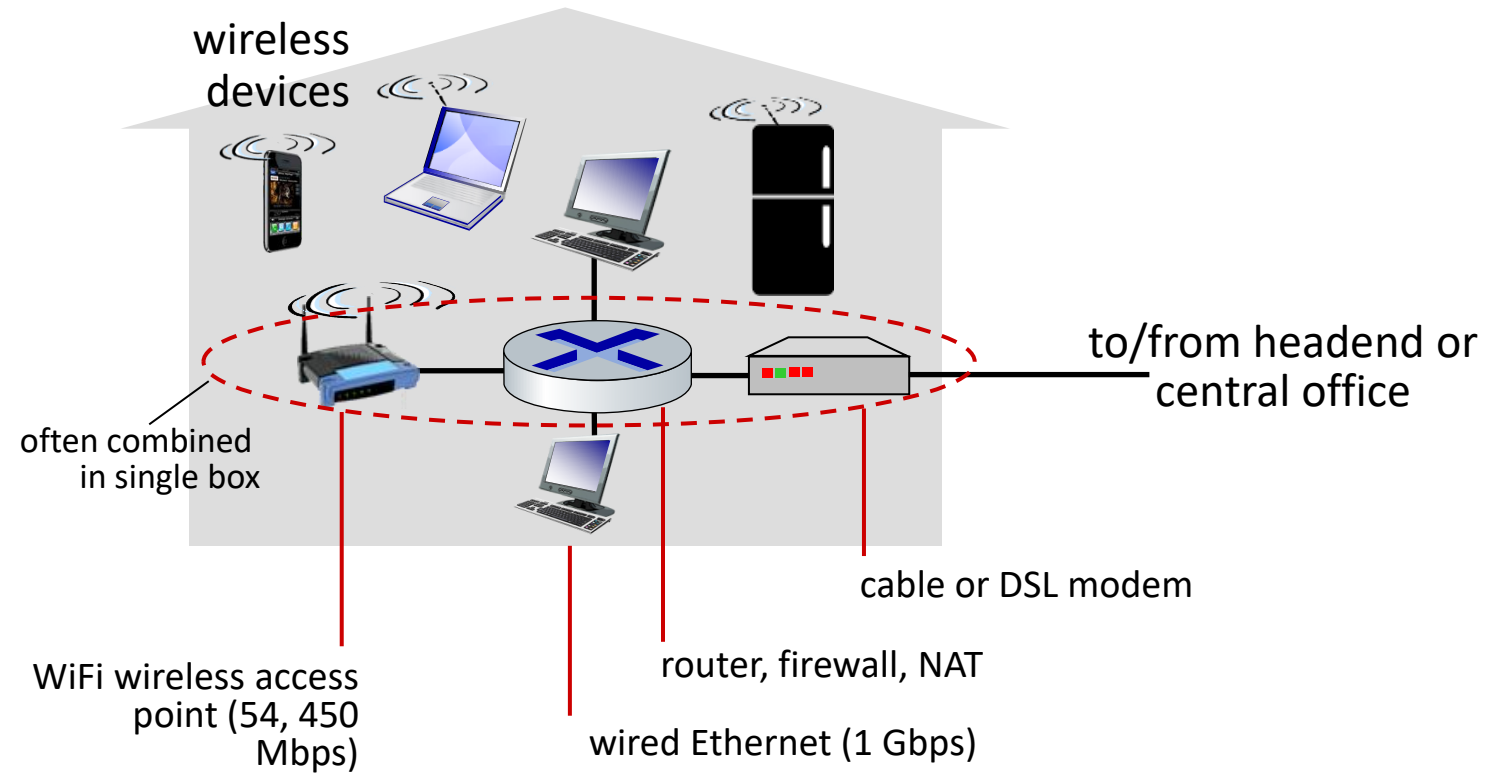 wireless
devices
to/from headend or
central office
often combined
in single box
cable or DSL modem
router, firewall, NAT
WiFi wireless access
point (54, 450
Mbps)
wired Ethernet (1 Gbps)